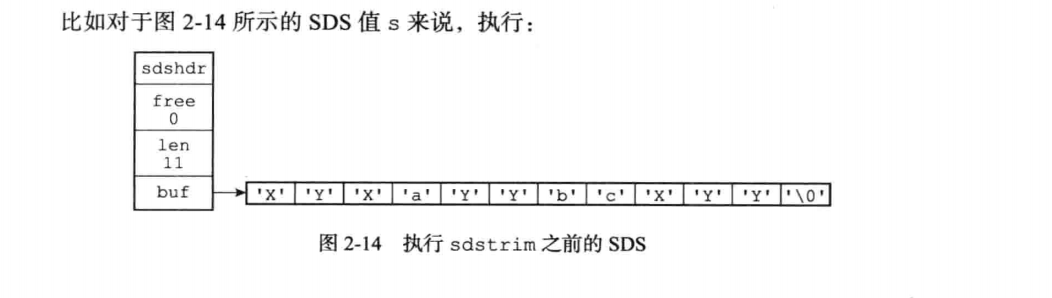 比如对于图 2-14 所示的 SDS 值 s 来说，执行：
sdshdr
free
0
len
11
buf
'X' 'Y' 'X' 'a' 'Y' 'Y' 'b' 'c' 'X' 'Y' 'Y' '\0'
图 2-14 执行 sdstrim 之前的 SDS